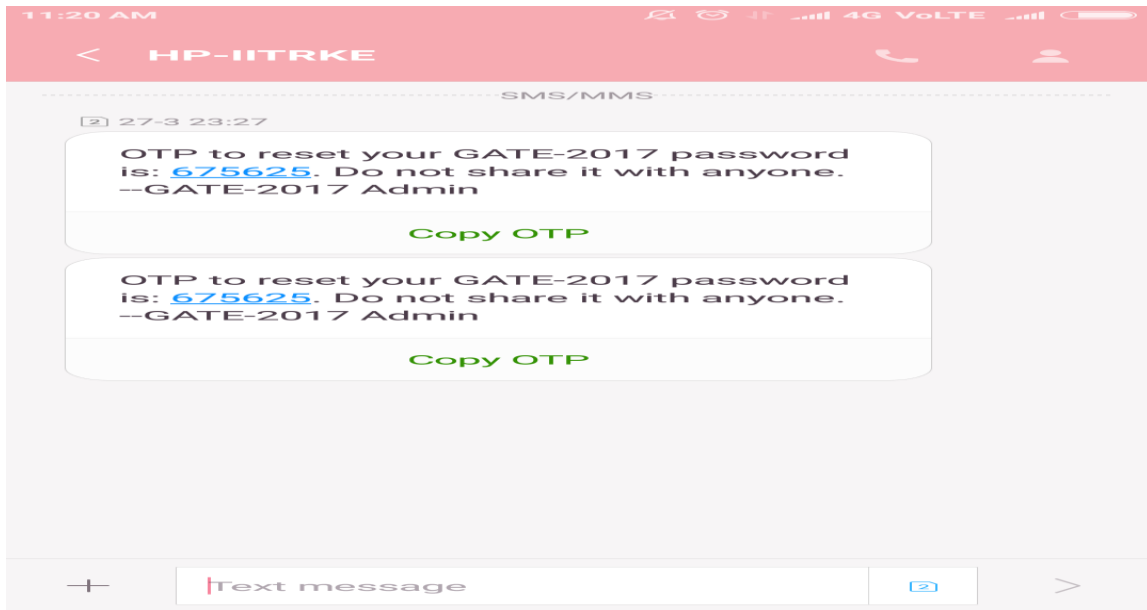 11:20 AM 4G VoLTE
HP-IITRKE
SMS/MMS
2 27-3 23:27
OTP to reset your GATE-2017 password
is: 675625. Do not share it with anyone.
--GATE-2017 Admin
Copy OTP
OTP to reset your GATE-2017 password
is: 675625. Do not share it with anyone.
--GATE-2017 Admin
Copy OTP
Text message 2